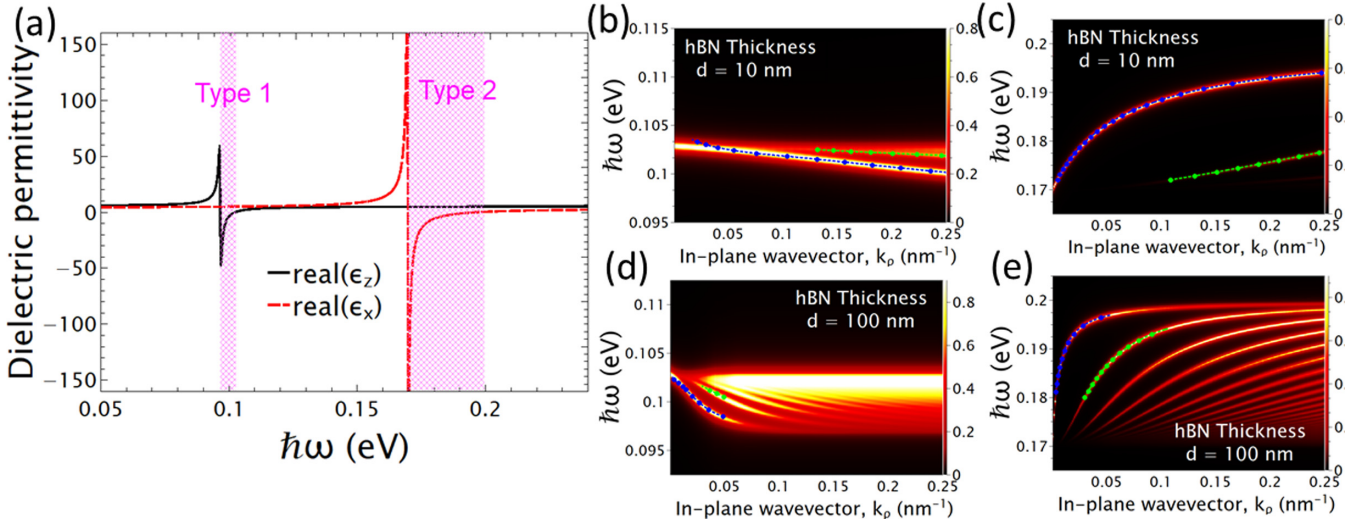 (a)
Dielectric permittivity
150
100
50
0
−50
−100
−150
Type 1
Type 2
real(ϵz)
real(ϵx)
0.05
0.1
0.15
0.2
ħω (eV)
(b)
hBN Thickness
d = 10 nm
ħω (eV)
0.115
0.11
0.103
0.1
0.095
0.05
0.1
0.15
0.2
0.25
0.8
0.6
0.4
0.2
0
In-plane wavevector, kρ (nm⁻¹)
(c)
hBN Thickness
d = 10 nm
ħω (eV)
0.2
0.19
0.18
0.17
0.05
0.1
0.15
0.2
0.25
In-plane wavevector, kρ (nm⁻¹)
(d)
hBN Thickness
d = 100 nm
ħω (eV)
0.11
0.105
0.1
0.095
0.05
0.1
0.15
0.2
0.25
0.8
0.6
0.4
0.2
0
In-plane wavevector, kρ (nm⁻¹)
(e)
hBN Thickness
d = 100 nm
ħω (eV)
0.2
0.19
0.18
0.17
0.05
0.1
0.15
0.20
0.25
In-plane wavevector, kρ (nm⁻¹)